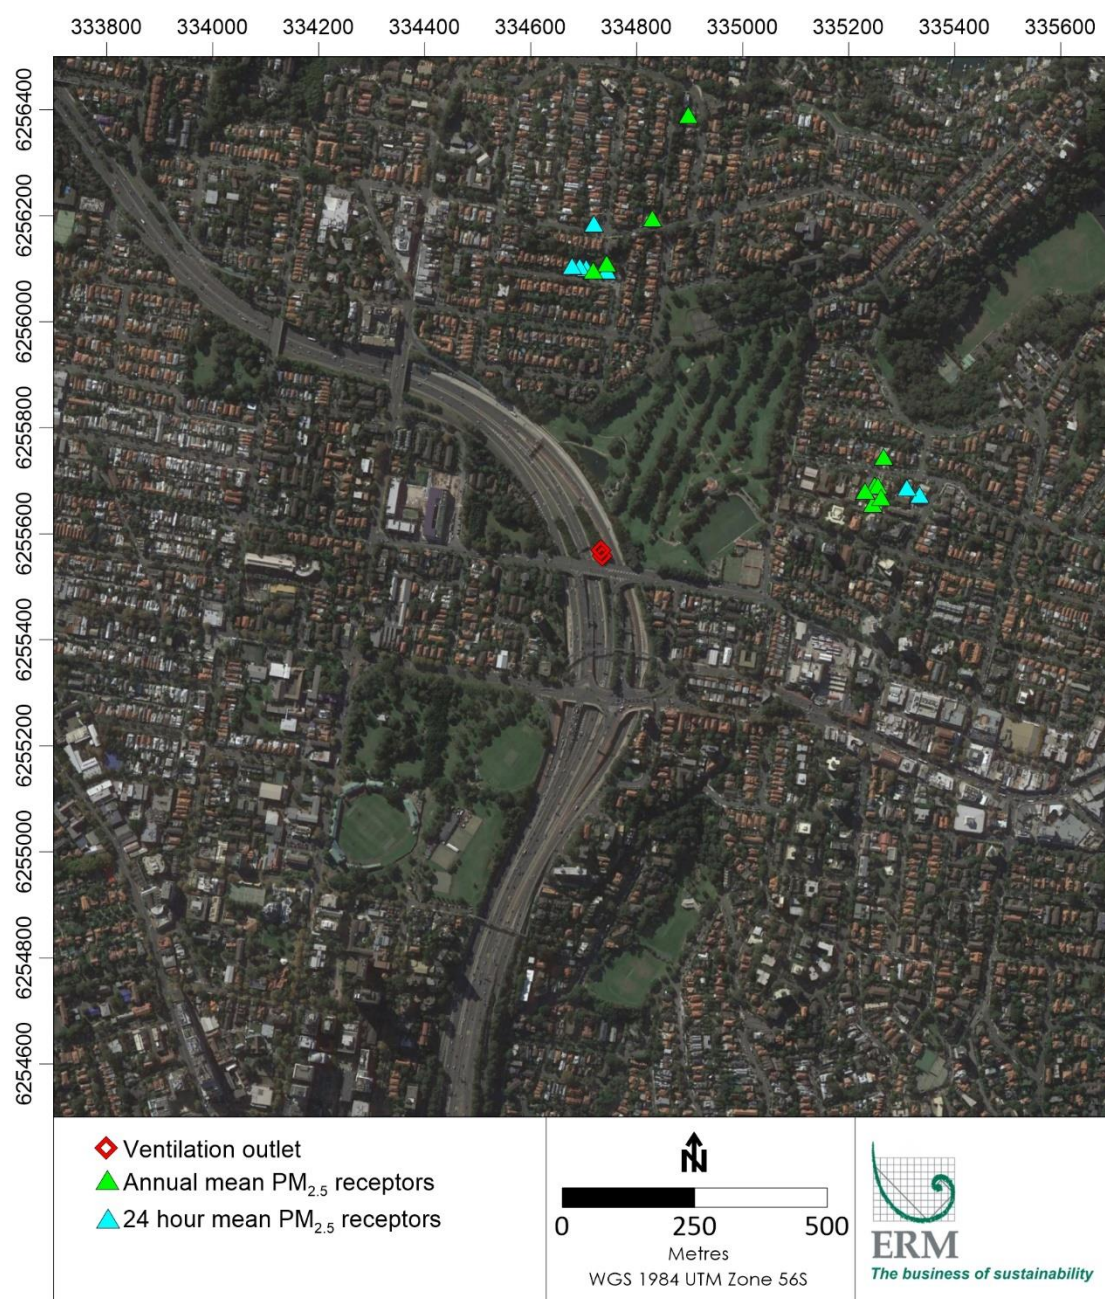 333800 334000 334200 334400 334600 334800 335000 335200 335400 335600
6256400
6256200
6256000
6255800
6255600
6255400
6255200
6255000
6254800
6254600
Ventilation outlet
Annual mean PM2.5 receptors
24 hour mean PM2.5 receptors
N
0 250 500
Metres
WGS 1984 UTM Zone 56S
ERM
The business of sustainability